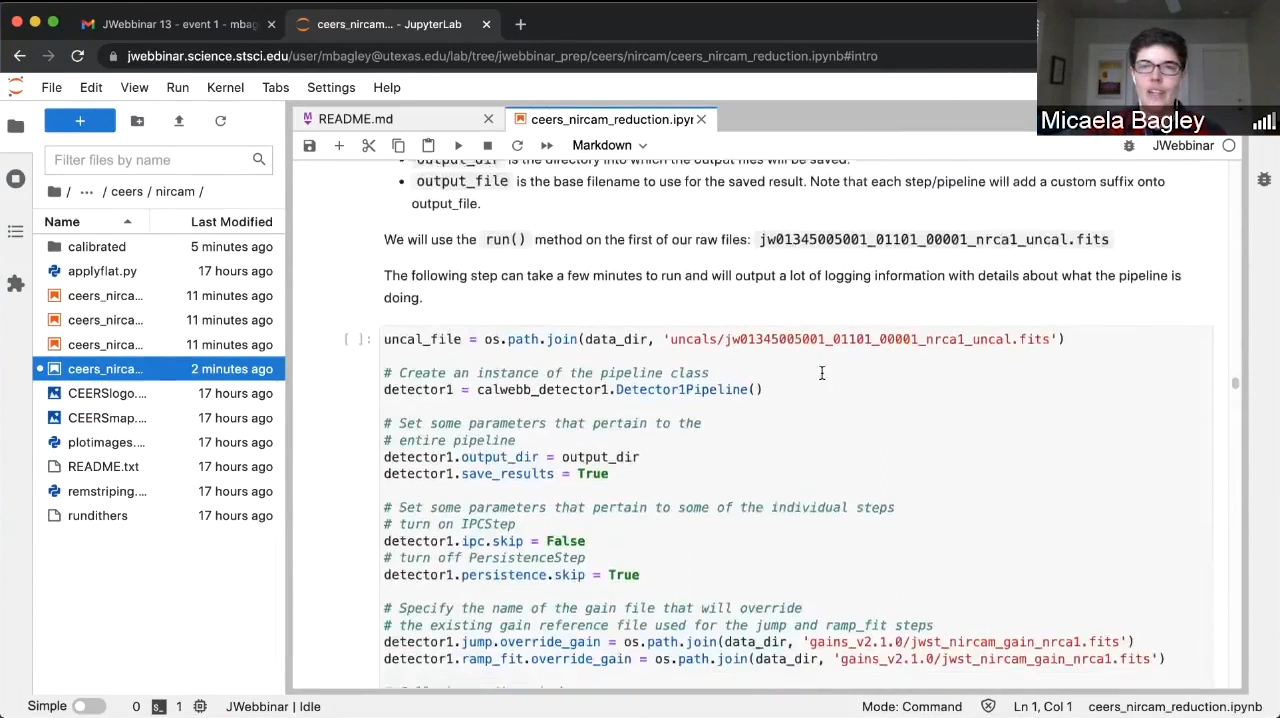 JWebbinar 13 - event 1 - mbag
ceers_nircam... - JupyterLab
jwebbinar.science.stsci.edu/user/mbagley@utexas.edu/lab/tree/jwebbinar_prep/ceers/nircam/ceers_nircam_reduction.ipynb#intro
Micaela Bagley
File Edit View Run Kernel Tabs Settings Help
README.md
ceers_nircam_reduction.ipyr
Markdown
JWebbinar
Filter files by name
/ ... / ceers / nircam /
Name Last Modified
calibrated 5 minutes ago
applyflat.py 17 hours ago
ceers_nirca... 11 minutes ago
ceers_nirca... 11 minutes ago
ceers_nirca... 11 minutes ago
ceers_nirca... 2 minutes ago
CEERSlogo.... 17 hours ago
CEERSmap.... 17 hours ago
plotimages.... 17 hours ago
README.txt 17 hours ago
remstriping.... 17 hours ago
rundithers 17 hours ago
output_dir is the directory into which the output files will be saved.
• output_file is the base filename to use for the saved result. Note that each step/pipeline will add a custom suffix onto
output_file.
We will use the run() method on the first of our raw files: jw01345005001_01101_00001_nrca1_uncal.fits
The following step can take a few minutes to run and will output a lot of logging information with details about what the pipeline is
doing.
[ ]: uncal_file = os.path.join(data_dir, 'uncals/jw01345005001_01101_00001_nrca1_uncal.fits')
# Create an instance of the pipeline class
detector1 = calwebb_detector1.Detector1Pipeline()
# Set some parameters that pertain to the
# entire pipeline
detector1.output_dir = output_dir
detector1.save_results = True
# Set some parameters that pertain to some of the individual steps
# turn on IPCStep
detector1.ipc.skip = False
# turn off PersistenceStep
detector1.persistence.skip = True
# Specify the name of the gain file that will override
# the existing gain reference file used for the jump and ramp_fit steps
detector1.jump.override_gain = os.path.join(data_dir, 'gains_v2.1.0/jwst_nircam_gain_nrca1.fits')
detector1.ramp_fit.override_gain = os.path.join(data_dir, 'gains_v2.1.0/jwst_nircam_gain_nrca1.fits')
Simple 0 1 JWebbinar | Idle Mode: Command Ln 1, Col 1 ceers_nircam_reduction.ipynb